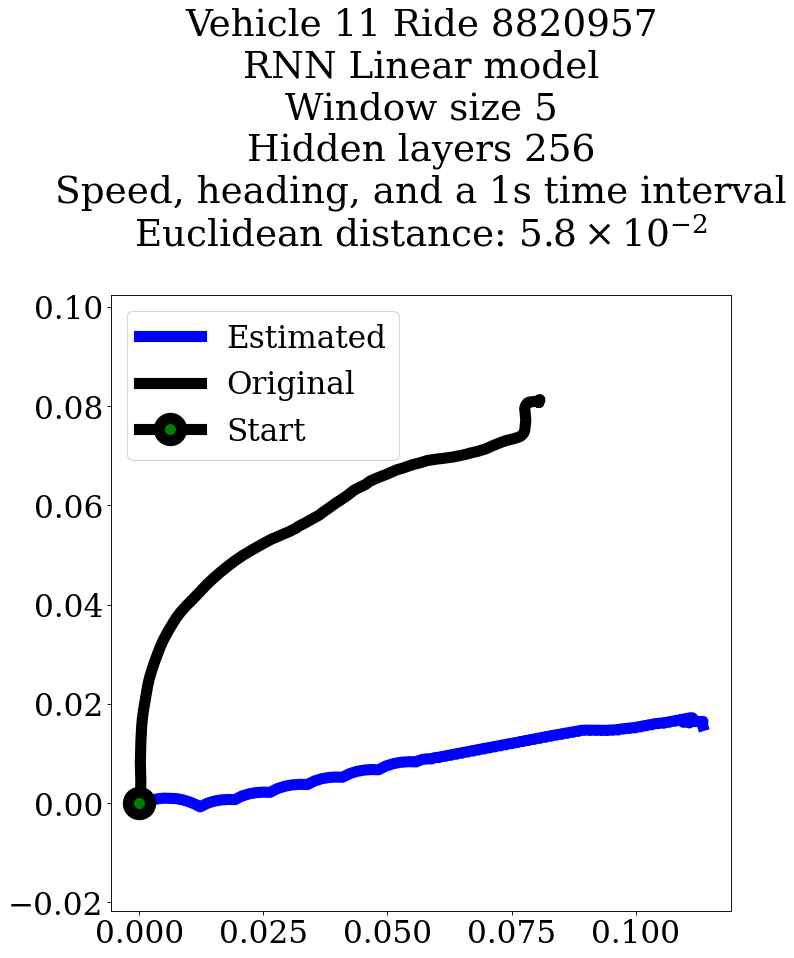 Vehicle 11 Ride 8820957
RNN Linear model
Window size 5
Hidden layers 256
Speed, heading, and a 1s time interval
Euclidean distance: 5.8 × 10⁻²
0.10
0.08
0.06
0.04
0.02
0.00
−0.02
Estimated
Original
Start
0.000 0.025 0.050 0.075 0.100